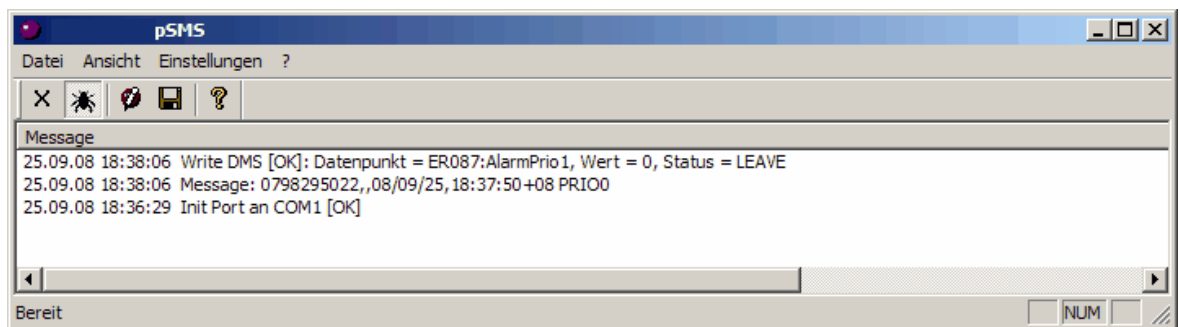 pSMS
Datei Ansicht Einstellungen ?
Message
25.09.08 18:38:06 Write DMS [OK]: Datenpunkt = ER087:AlarmPrio1, Wert = 0, Status = LEAVE
25.09.08 18:38:06 Message: 0798295022,,08/09/25,18:37:50+08 PRIO0
25.09.08 18:36:29 Init Port an COM1 [OK]
Bereit NUM